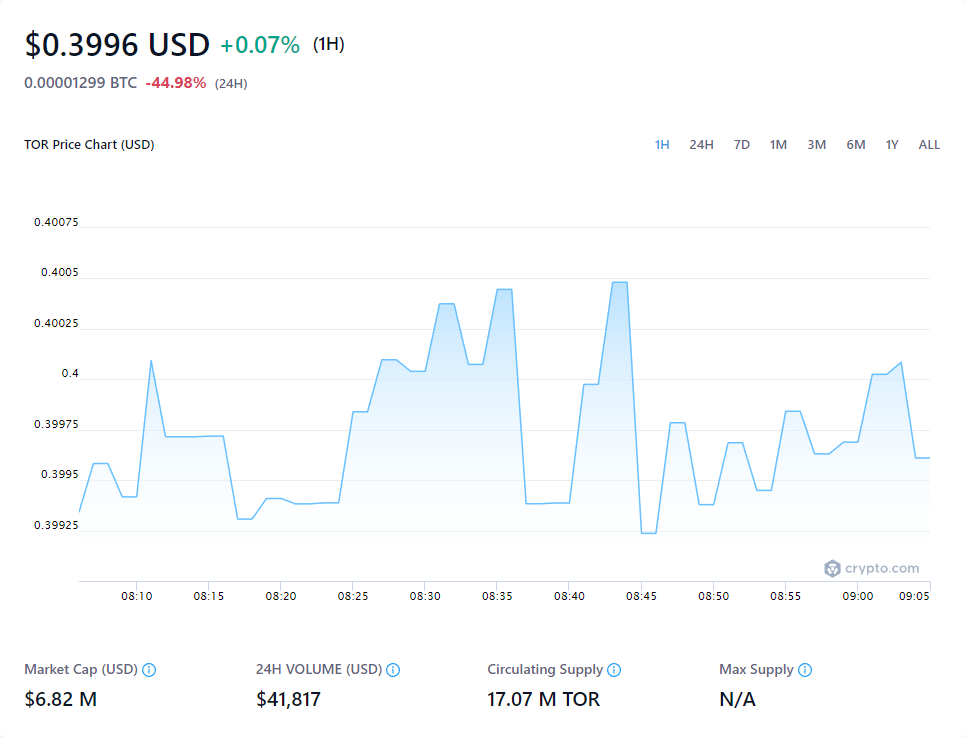 $0.3996 USD +0.07% (1H)
0.00001299 BTC -44.98% (24H)
TOR Price Chart (USD)
1H 24H 7D 1M 3M 6M 1Y ALL
0.40075
0.4005
0.40025
0.4
0.39975
0.3995
0.39925
crypto.com
08:10 08:15 08:20 08:25 08:30 08:35 08:40 08:45 08:50 08:55 09:00 09:05
Market Cap (USD) 24H VOLUME (USD) Circulating Supply Max Supply
$6.82 M $41,817 17.07 M TOR N/A